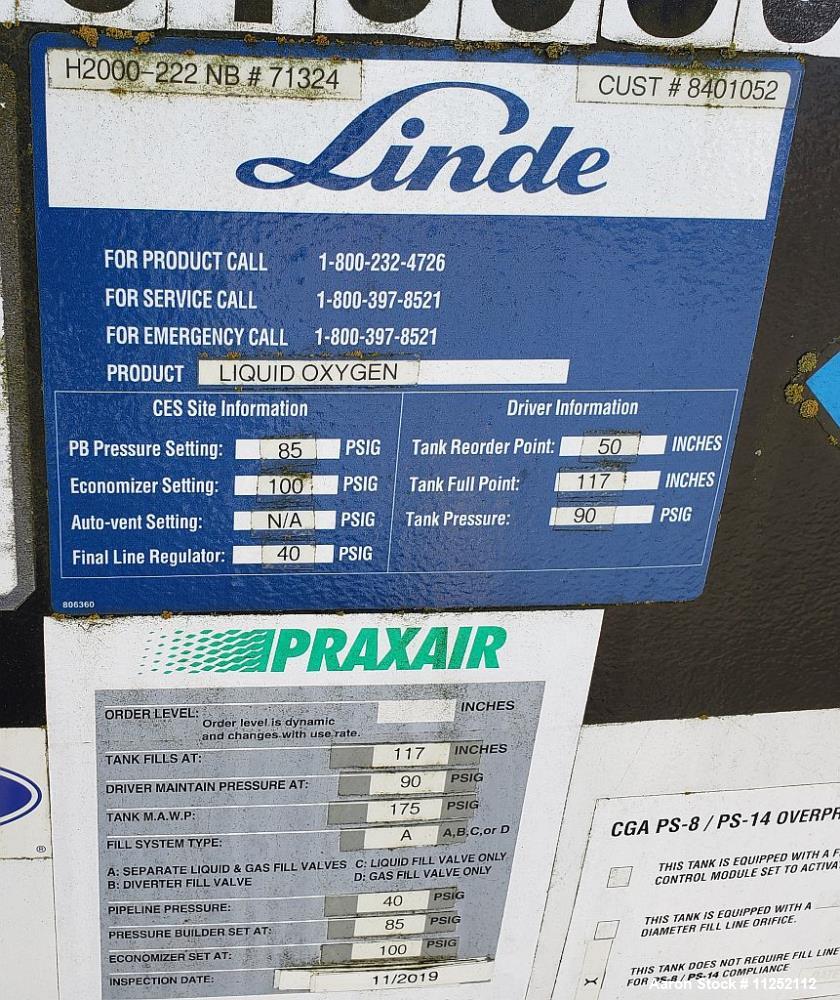 H2000-222 NB # 71324
CUST # 8401052
Linde
FOR PRODUCT CALL 1-800-232-4726
FOR SERVICE CALL 1-800-397-8521
FOR EMERGENCY CALL 1-800-397-8521
PRODUCT LIQUID OXYGEN
CES Site Information
PB Pressure Setting: 85 PSIG
Economizer Setting: 100 PSIG
Auto-vent Setting: N/A PSIG
Final Line Regulator: 40 PSIG
Driver Information
Tank Reorder Point: 50 INCHES
Tank Full Point: 117 INCHES
Tank Pressure: 90 PSIG
806360
PRAXAIR
ORDER LEVEL: INCHES
Order level is dynamic
and changes with use rate.
TANK FILLS AT: 117 INCHES
DRIVER MAINTAIN PRESSURE AT: 90 PSIG
TANK M.A.W.P: 175 PSIG
FILL SYSTEM TYPE: A A,B,C,or D
A: SEPARATE LIQUID & GAS FILL VALVES C: LIQUID FILL VALVE ONLY
B: DIVERTER FILL VALVE D: GAS FILL VALVE ONLY
PIPELINE PRESSURE: 40 PSIG
PRESSURE BUILDER SET AT: 85 PSIG
ECONOMIZER SET AT: 100 PSIG
INSPECTION DATE: 11/2019
®
CGA PS-8 / PS-14 OVERPR
THIS TANK IS EQUIPPED WITH A F
CONTROL MODULE SET TO ACTIVA
THIS TANK IS EQUIPPED WITH A
DIAMETER FILL LINE ORIFICE.
THIS TANK DOES NOT REQUIRE FILL LINE
FOR PS-8 / PS-14 COMPLIANCE
Aaron Stock # 11252112